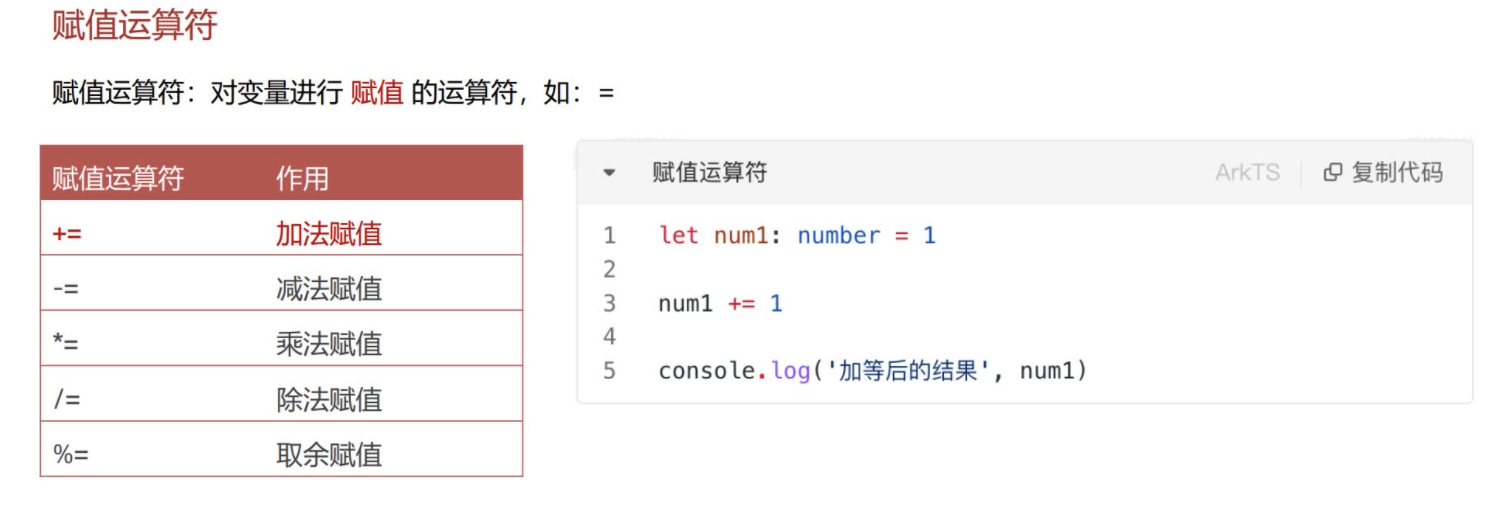 赋值运算符
赋值运算符：对变量进行 赋值 的运算符，如：=
赋值运算符 作用
+= 加法赋值
-= 减法赋值
*= 乘法赋值
/= 除法赋值
%= 取余赋值
赋值运算符 ArkTS 复制代码
1 let num1: number = 1
2
3 num1 += 1
4
5 console.log('加等后的结果', num1)